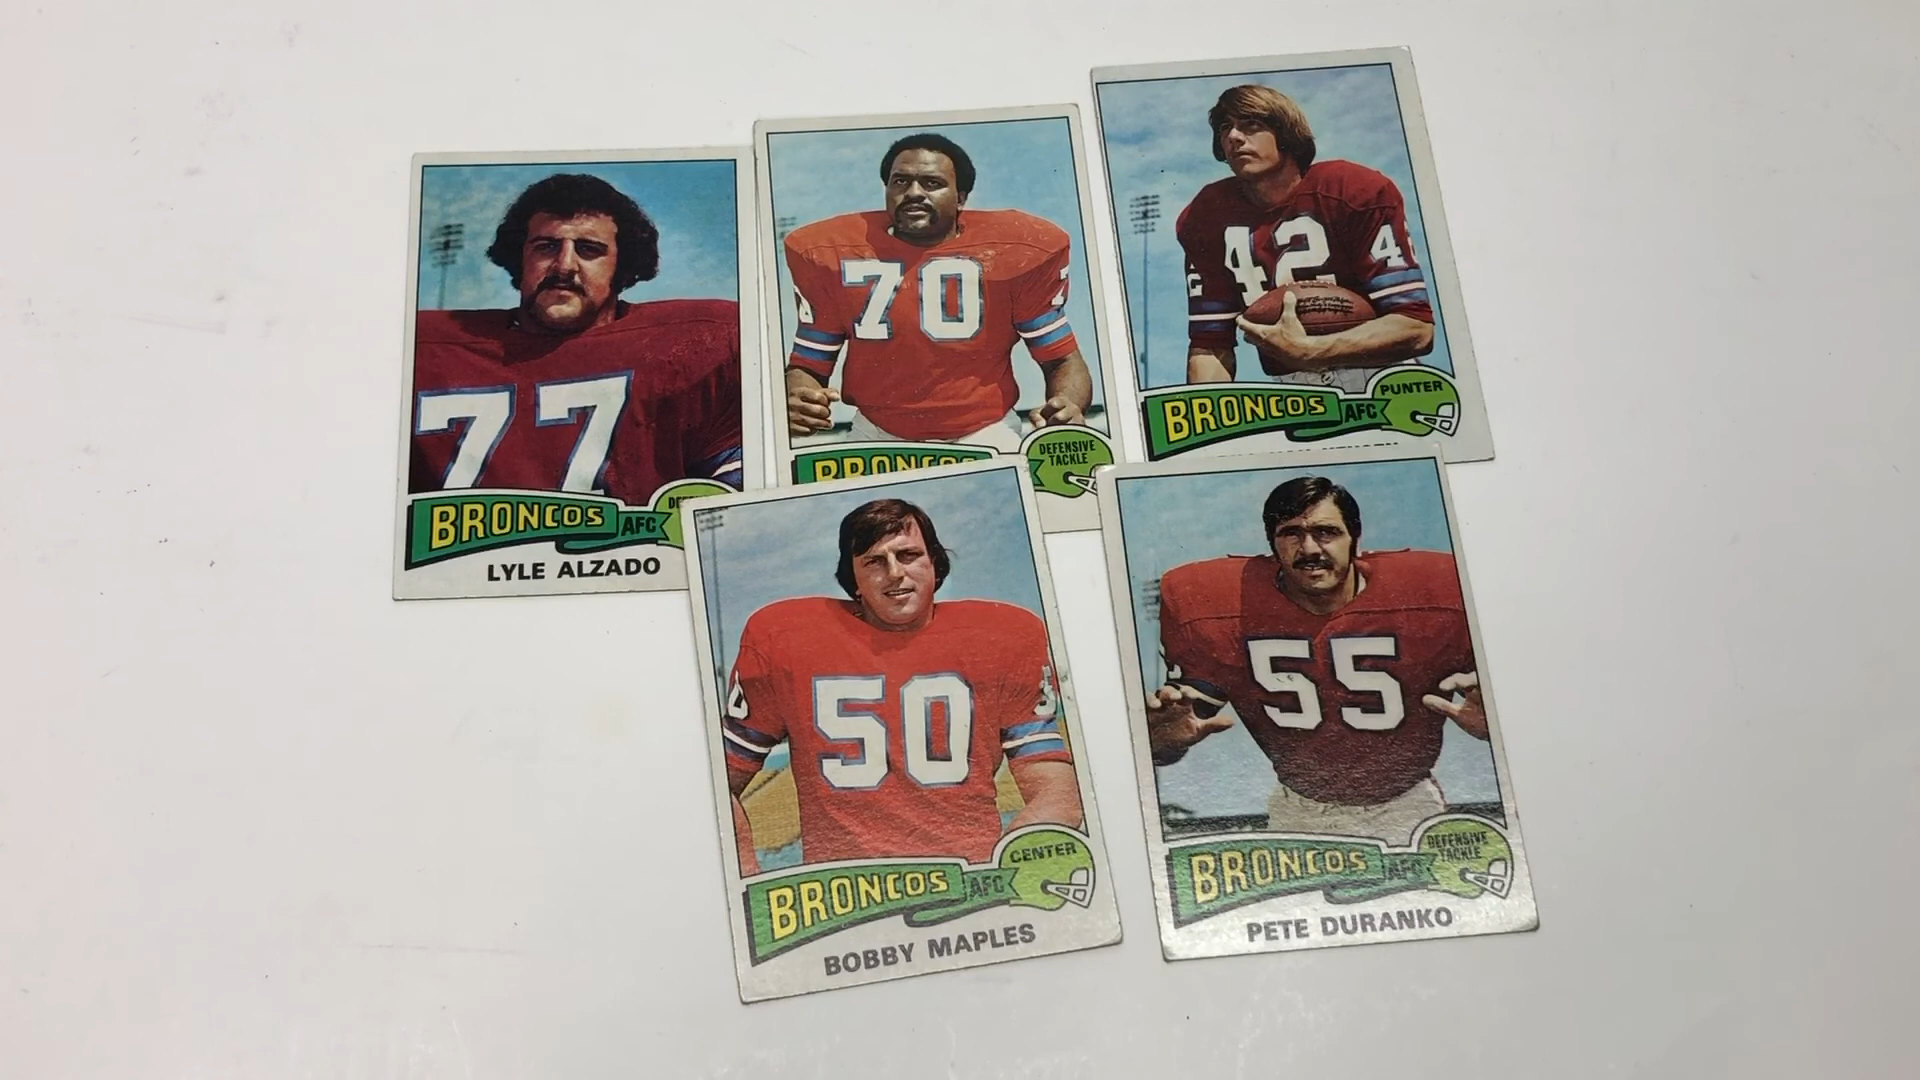 77
BRONCOS AFC
LYLE ALZADO
70
BRONCOS
DEFENSIVE
TACKLE
42
PUNTER
BRONCOS AFC
50
CENTER
BRONCOS AFC
BOBBY MAPLES
55
DEFENSIVE
TACKLE
BRONCOS AFC
PETE DURANKO